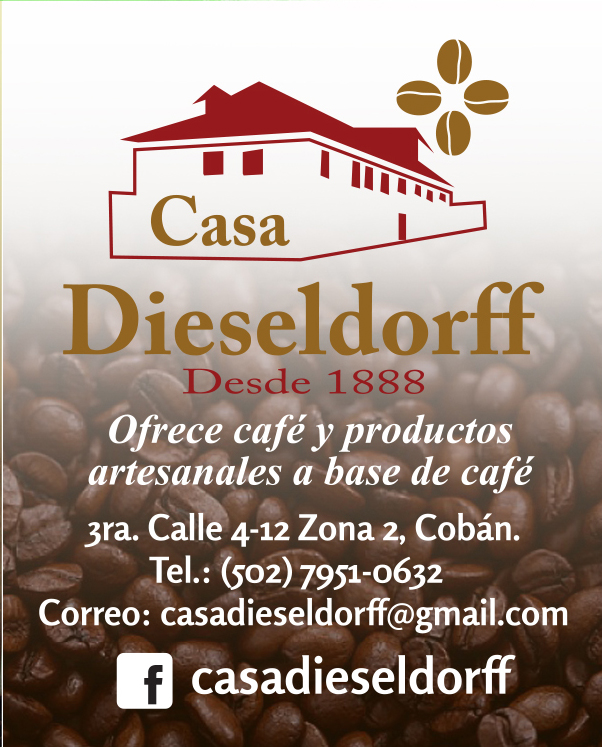 Casa
Dieseldorff
Desde 1888
Ofrece café y productos
artesanales a base de café
3ra. Calle 4-12 Zona 2, Cobán.
Tel.: (502) 7951-0632
Correo: casadieseldorff@gmail.com
f casadieseldorff